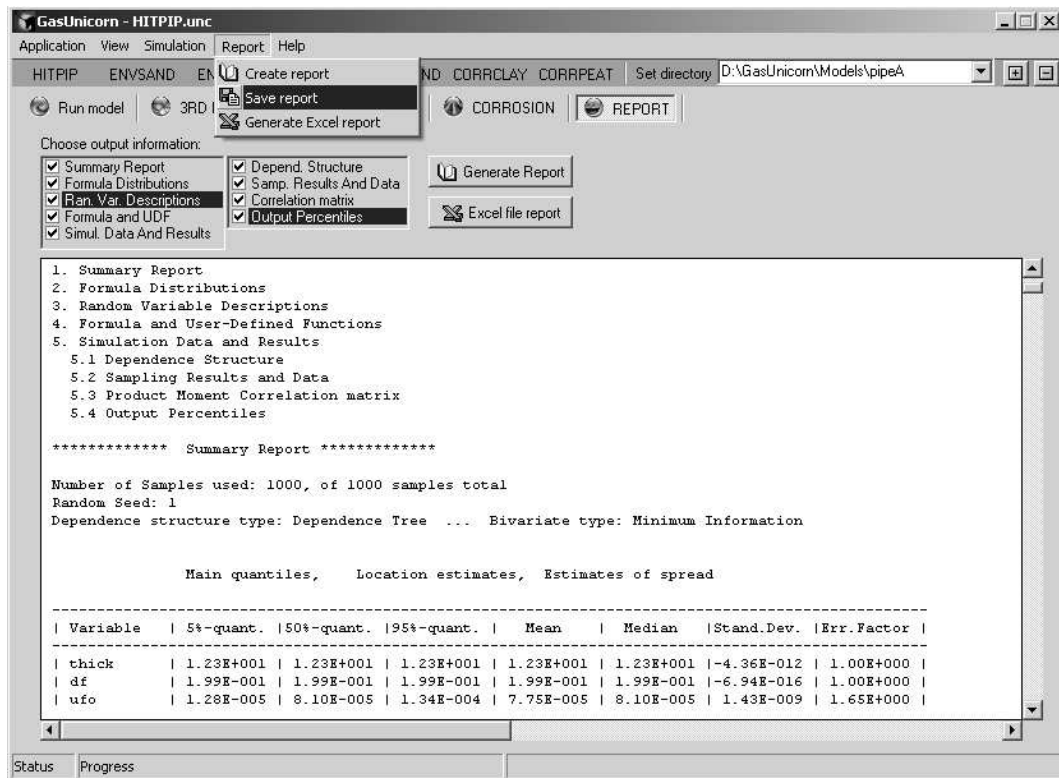 GasUnicorn - HITPIP.unc
Application View Simulation Report Help
HITPIP ENVSAND EN ND CORRCLAY CORRPEAT Set directory D:\GasUnicorn\Models\pipeA
Create report
Save report
Generate Excel report
Run model 3RD CORROSION REPORT
Choose output information:
Summary Report
Formula Distributions
Ran. Var. Descriptions
Formula and UDF
Simul. Data And Results
Depend. Structure
Samp. Results And Data
Correlation matrix
Output Percentiles
Generate Report
Excel file report
1. Summary Report
2. Formula Distributions
3. Random Variable Descriptions
4. Formula and User-Defined Functions
5. Simulation Data and Results
5.1 Dependence Structure
5.2 Sampling Results and Data
5.3 Product Moment Correlation matrix
5.4 Output Percentiles
************* Summary Report *************
Number of Samples used: 1000, of 1000 samples total
Random Seed: 1
Dependence structure type: Dependence Tree ... Bivariate type: Minimum Information
Main quantiles, Location estimates, Estimates of spread
| Variable | 5%-quant. |50%-quant. |95%-quant. | Mean | Median |Stand.Dev. |Err.Factor |
| thick | 1.23E+001 | 1.23E+001 | 1.23E+001 | 1.23E+001 | 1.23E+001 |-4.36E-012 | 1.00E+000 |
| df | 1.99E-001 | 1.99E-001 | 1.99E-001 | 1.99E-001 | 1.99E-001 |-6.94E-016 | 1.00E+000 |
| ufo | 1.28E-005 | 8.10E-005 | 1.34E-004 | 7.75E-005 | 8.10E-005 | 1.43E-009 | 1.65E+000 |
Status Progress